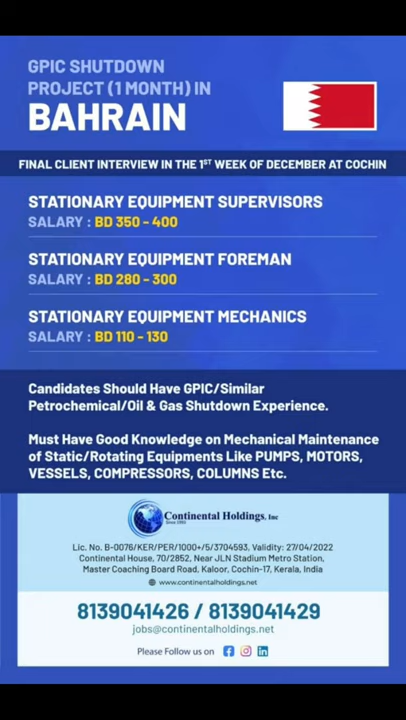 GPIC SHUTDOWN
PROJECT (1 MONTH) IN
BAHRAIN
FINAL CLIENT INTERVIEW IN THE 1ST WEEK OF DECEMBER AT COCHIN
STATIONARY EQUIPMENT SUPERVISORS
SALARY : BD 350 - 400
STATIONARY EQUIPMENT FOREMAN
SALARY : BD 280 - 300
STATIONARY EQUIPMENT MECHANICS
SALARY : BD 110 - 130
Candidates Should Have GPIC/Similar
Petrochemical/Oil & Gas Shutdown Experience.
Must Have Good Knowledge on Mechanical Maintenance
of Static/Rotating Equipments Like PUMPS, MOTORS,
VESSELS, COMPRESSORS, COLUMNS Etc.
Continental Holdings, Inc
Since 1993
Lic. No. B-0076/KER/PER/1000+/5/3704593, Validity: 27/04/2022
Continental House, 70/2852, Near JLN Stadium Metro Station,
Master Coaching Board Road, Kaloor, Cochin-17, Kerala, India
www.continentalholdings.net
8139041426 / 8139041429
jobs@continentalholdings.net
Please Follow us on